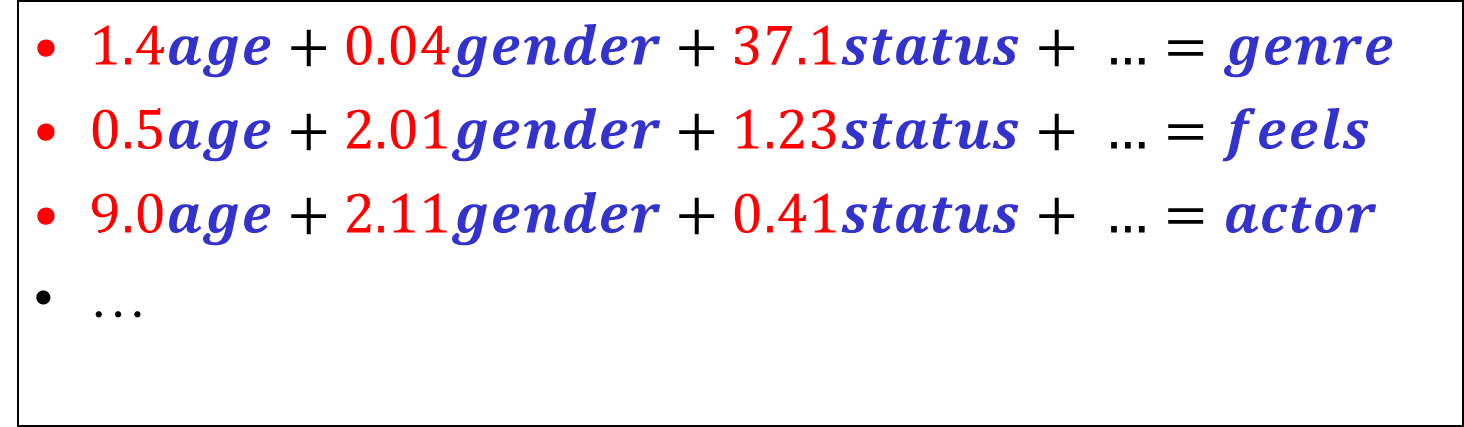 • 1.4age + 0.04gender + 37.1status + ... = genre
• 0.5age + 2.01gender + 1.23status + ... = feels
• 9.0age + 2.11gender + 0.41status + ... = actor
• ...